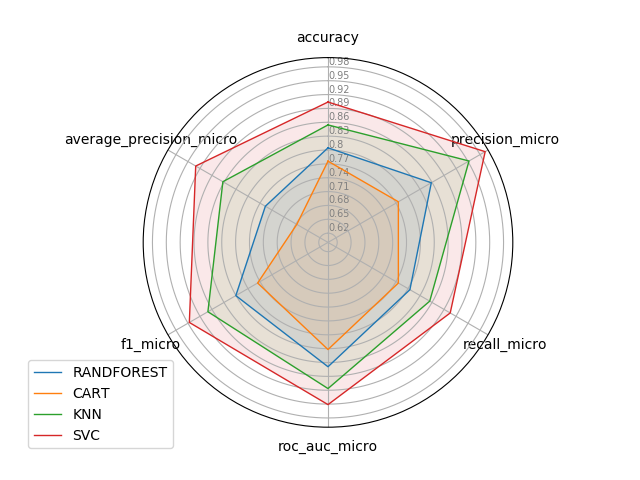 accuracy
0.98
0.95
0.92
0.89
0.86
0.83
0.8
0.77
0.74
0.71
0.68
0.65
0.62
average_precision_micro
precision_micro
f1_micro
recall_micro
roc_auc_micro
RANDFOREST
CART
KNN
SVC